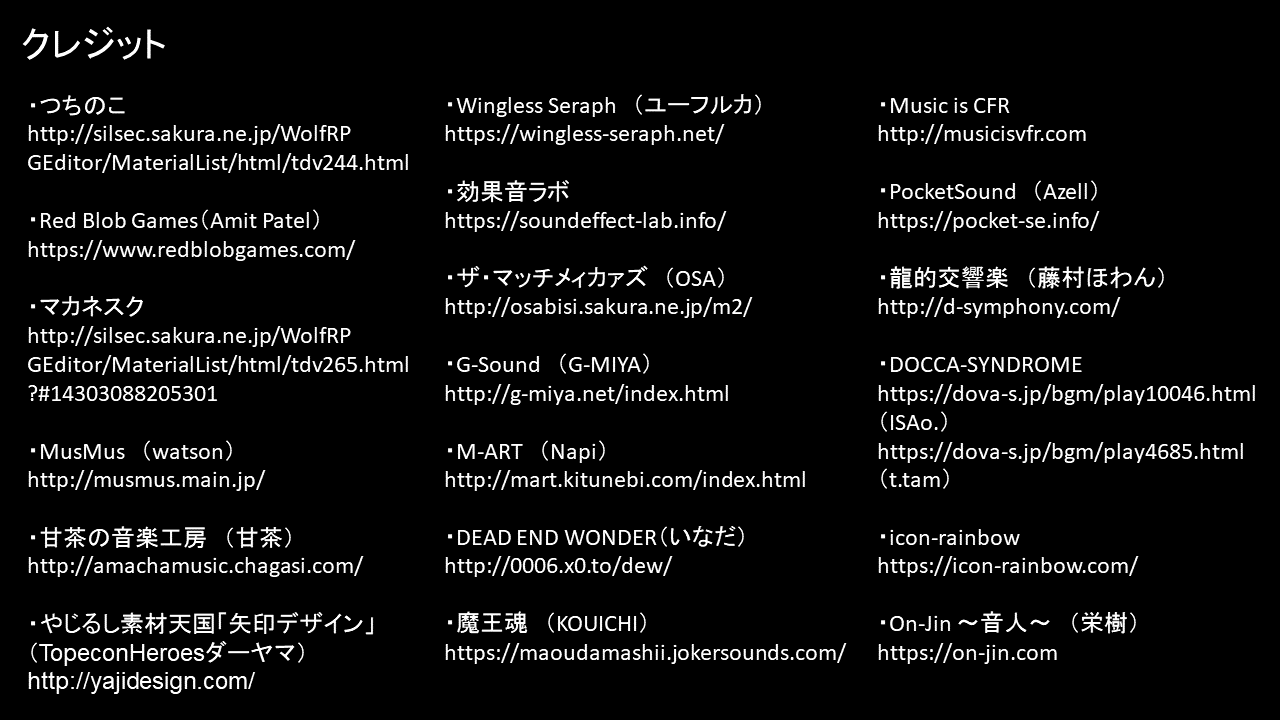 クレジット
・つちのこ
http://silsec.sakura.ne.jp/WolfRP
GEditor/MaterialList/html/tdv244.html
・Red Blob Games（Amit Patel）
https://www.redblobgames.com/
・マカネスク
http://silsec.sakura.ne.jp/WolfRP
GEditor/MaterialList/html/tdv265.html
?#14303088205301
・MusMus （watson）
http://musmus.main.jp/
・甘茶の音楽工房 （甘茶）
http://amachamusic.chagasi.com/
・やじるし素材天国「矢印デザイン」
（TopeconHeroesダーヤマ）
http://yajidesign.com/
・Wingless Seraph （ユーフルカ）
https://wingless-seraph.net/
・効果音ラボ
https://soundeffect-lab.info/
・ザ・マッチメィカァズ （OSA）
http://osabisi.sakura.ne.jp/m2/
・G-Sound （G-MIYA）
http://g-miya.net/index.html
・M-ART （Napi）
http://mart.kitunebi.com/index.html
・DEAD END WONDER（いなだ）
http://0006.x0.to/dew/
・魔王魂 （KOUICHI）
https://maoudamashii.jokersounds.com/
・Music is CFR
http://musicisvfr.com
・PocketSound （Azell）
https://pocket-se.info/
・龍的交響楽 （藤村ほわん）
http://d-symphony.com/
・DOCCA-SYNDROME
https://dova-s.jp/bgm/play10046.html
（ISAo.）
https://dova-s.jp/bgm/play4685.html
（t.tam）
・icon-rainbow
https://icon-rainbow.com/
・On-Jin ～音人～ （栄樹）
https://on-jin.com